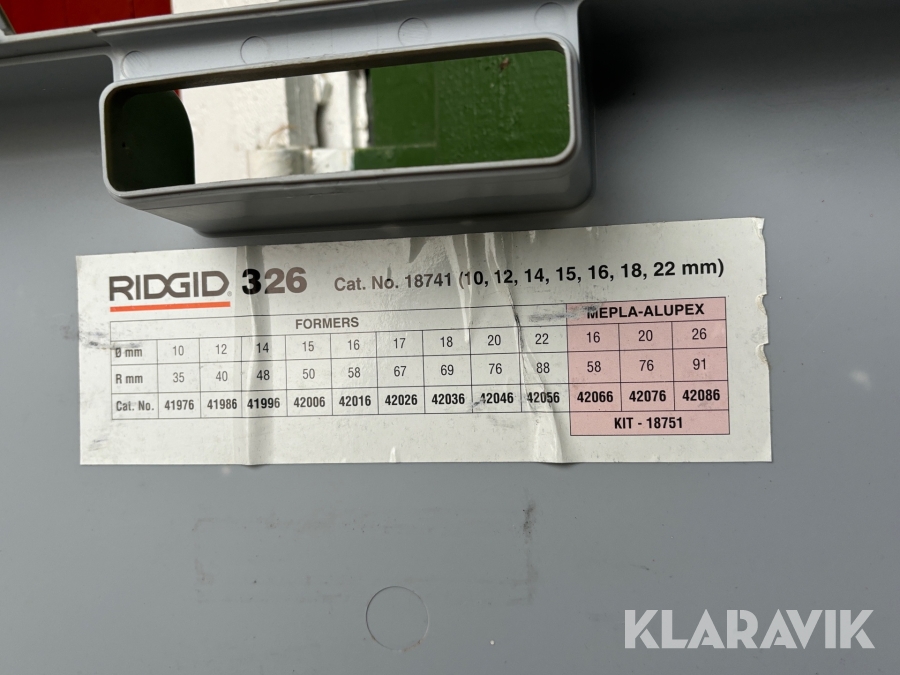 RIDGID® 326 Cat. No. 18741 (10, 12, 14, 15, 16, 18, 22 mm)
FORMERS MEPLA-ALUPEX
Ø mm 10 12 14 15 16 17 18 20 22 16 20 26
R mm 35 40 48 50 58 67 69 76 88 58 76 91
Cat. No. 41976 41986 41996 42006 42016 42026 42036 42046 42056 42066 42076 42086
KIT - 18751
KLARAVIK